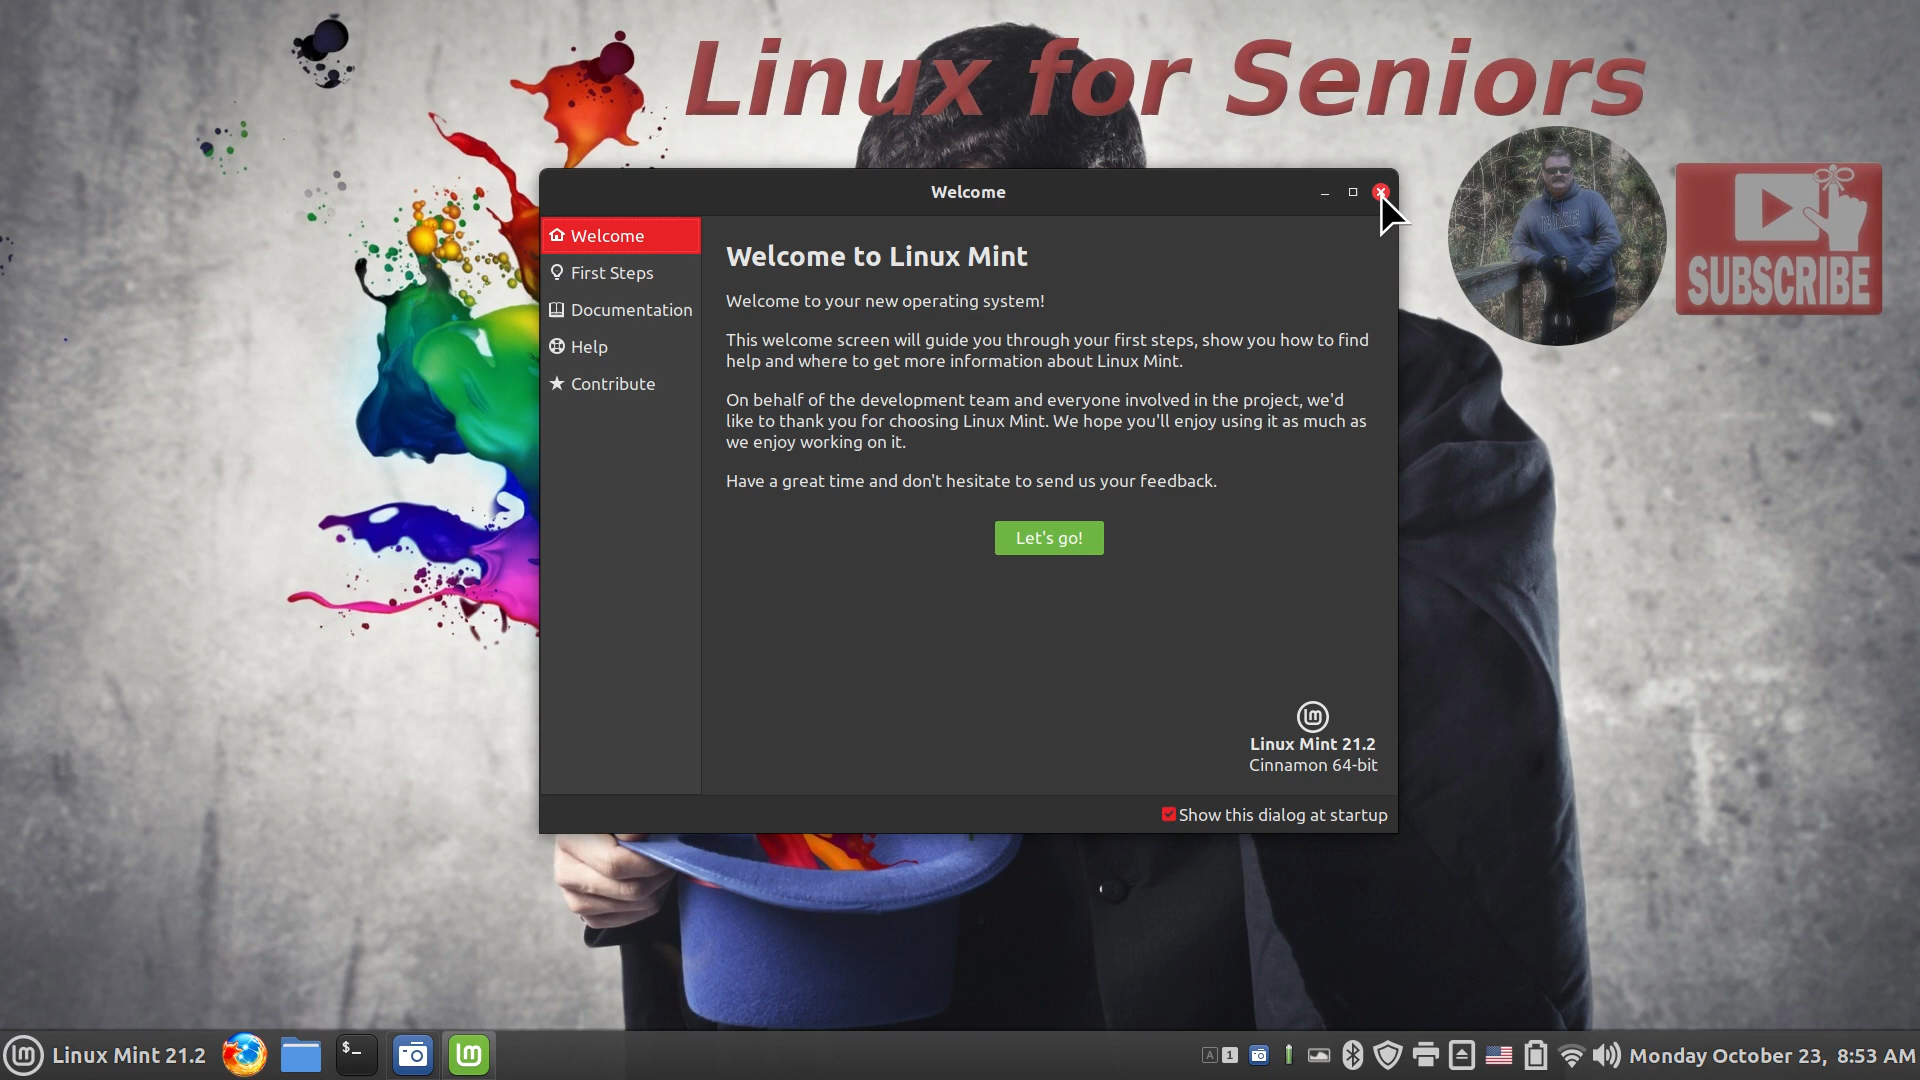 Linux for Seniors
SUBSCRIBE
Welcome
Welcome
First Steps
Documentation
Help
Contribute
Welcome to Linux Mint
Welcome to your new operating system!
This welcome screen will guide you through your first steps, show you how to find
help and where to get more information about Linux Mint.
On behalf of the development team and everyone involved in the project, we'd
like to thank you for choosing Linux Mint. We hope you'll enjoy using it as much as
we enjoy working on it.
Have a great time and don't hesitate to send us your feedback.
Let's go!
Linux Mint 21.2
Cinnamon 64-bit
Show this dialog at startup
Linux Mint 21.2
$_
A 1
Monday October 23, 8:53 AM